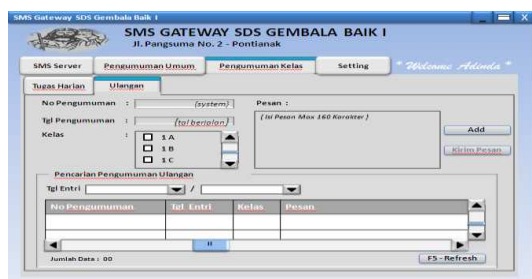 SMS Gateway SDS Gembala Baik I
X
SMS GATEWAY SDS GEMBALA BAIK I
Jl. Pangsuma No. 2 - Pontianak
SMS Server
Pengumuman Umum
Pengumuman Kelas
Setting
* Welcome Adinda *
Tugas Harian
Ulangan
No Pengumuman : (system)
Pesan :
Tgl Pengumuman : (tgl berjalan)
( Isi Pesan Max 160 Karakter )
Kelas :
1 A
1 B
1 C
Add
Kirim Pesan
Pencarian Pengumuman Ulangan
Tgl Entri /
No Pengumuman Tgl Entri Kelas Pesan
Jumlah Data : 00
F5 - Refresh